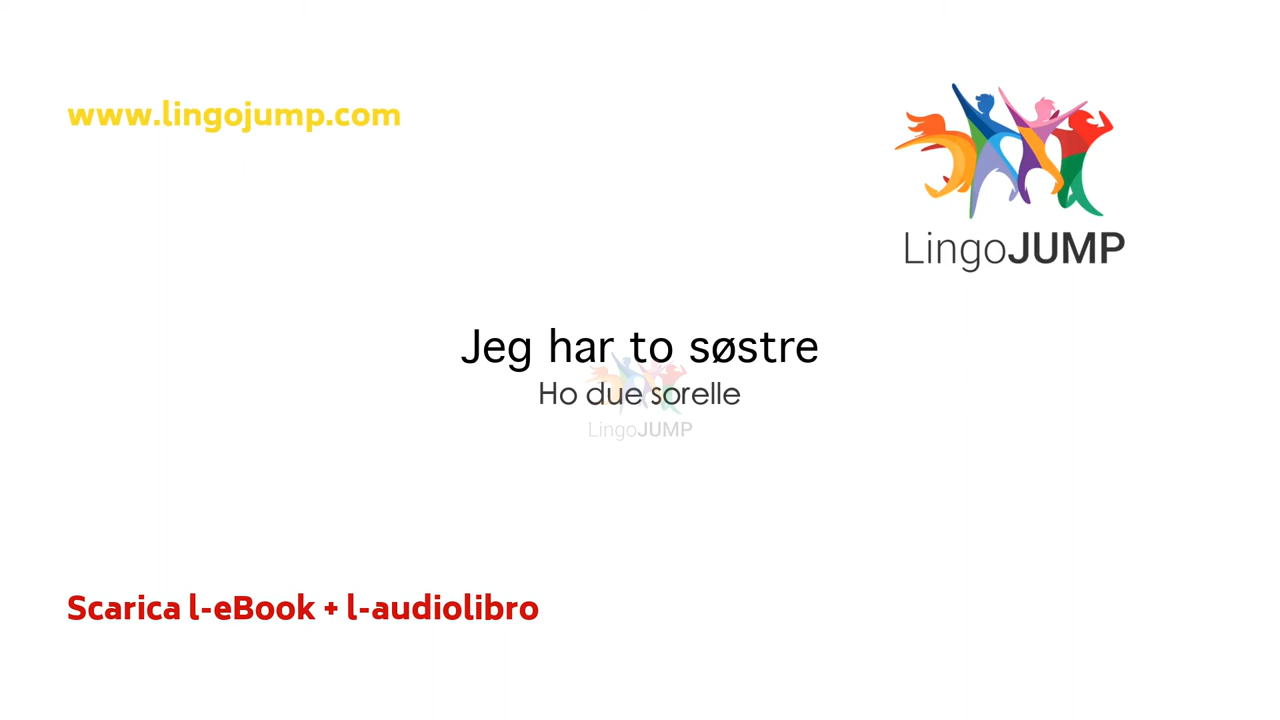 www.lingojump.com
LingoJUMP
Jeg har to søstre
Ho due sorelle
LingoJUMP
Scarica l-eBook + l-audiolibro